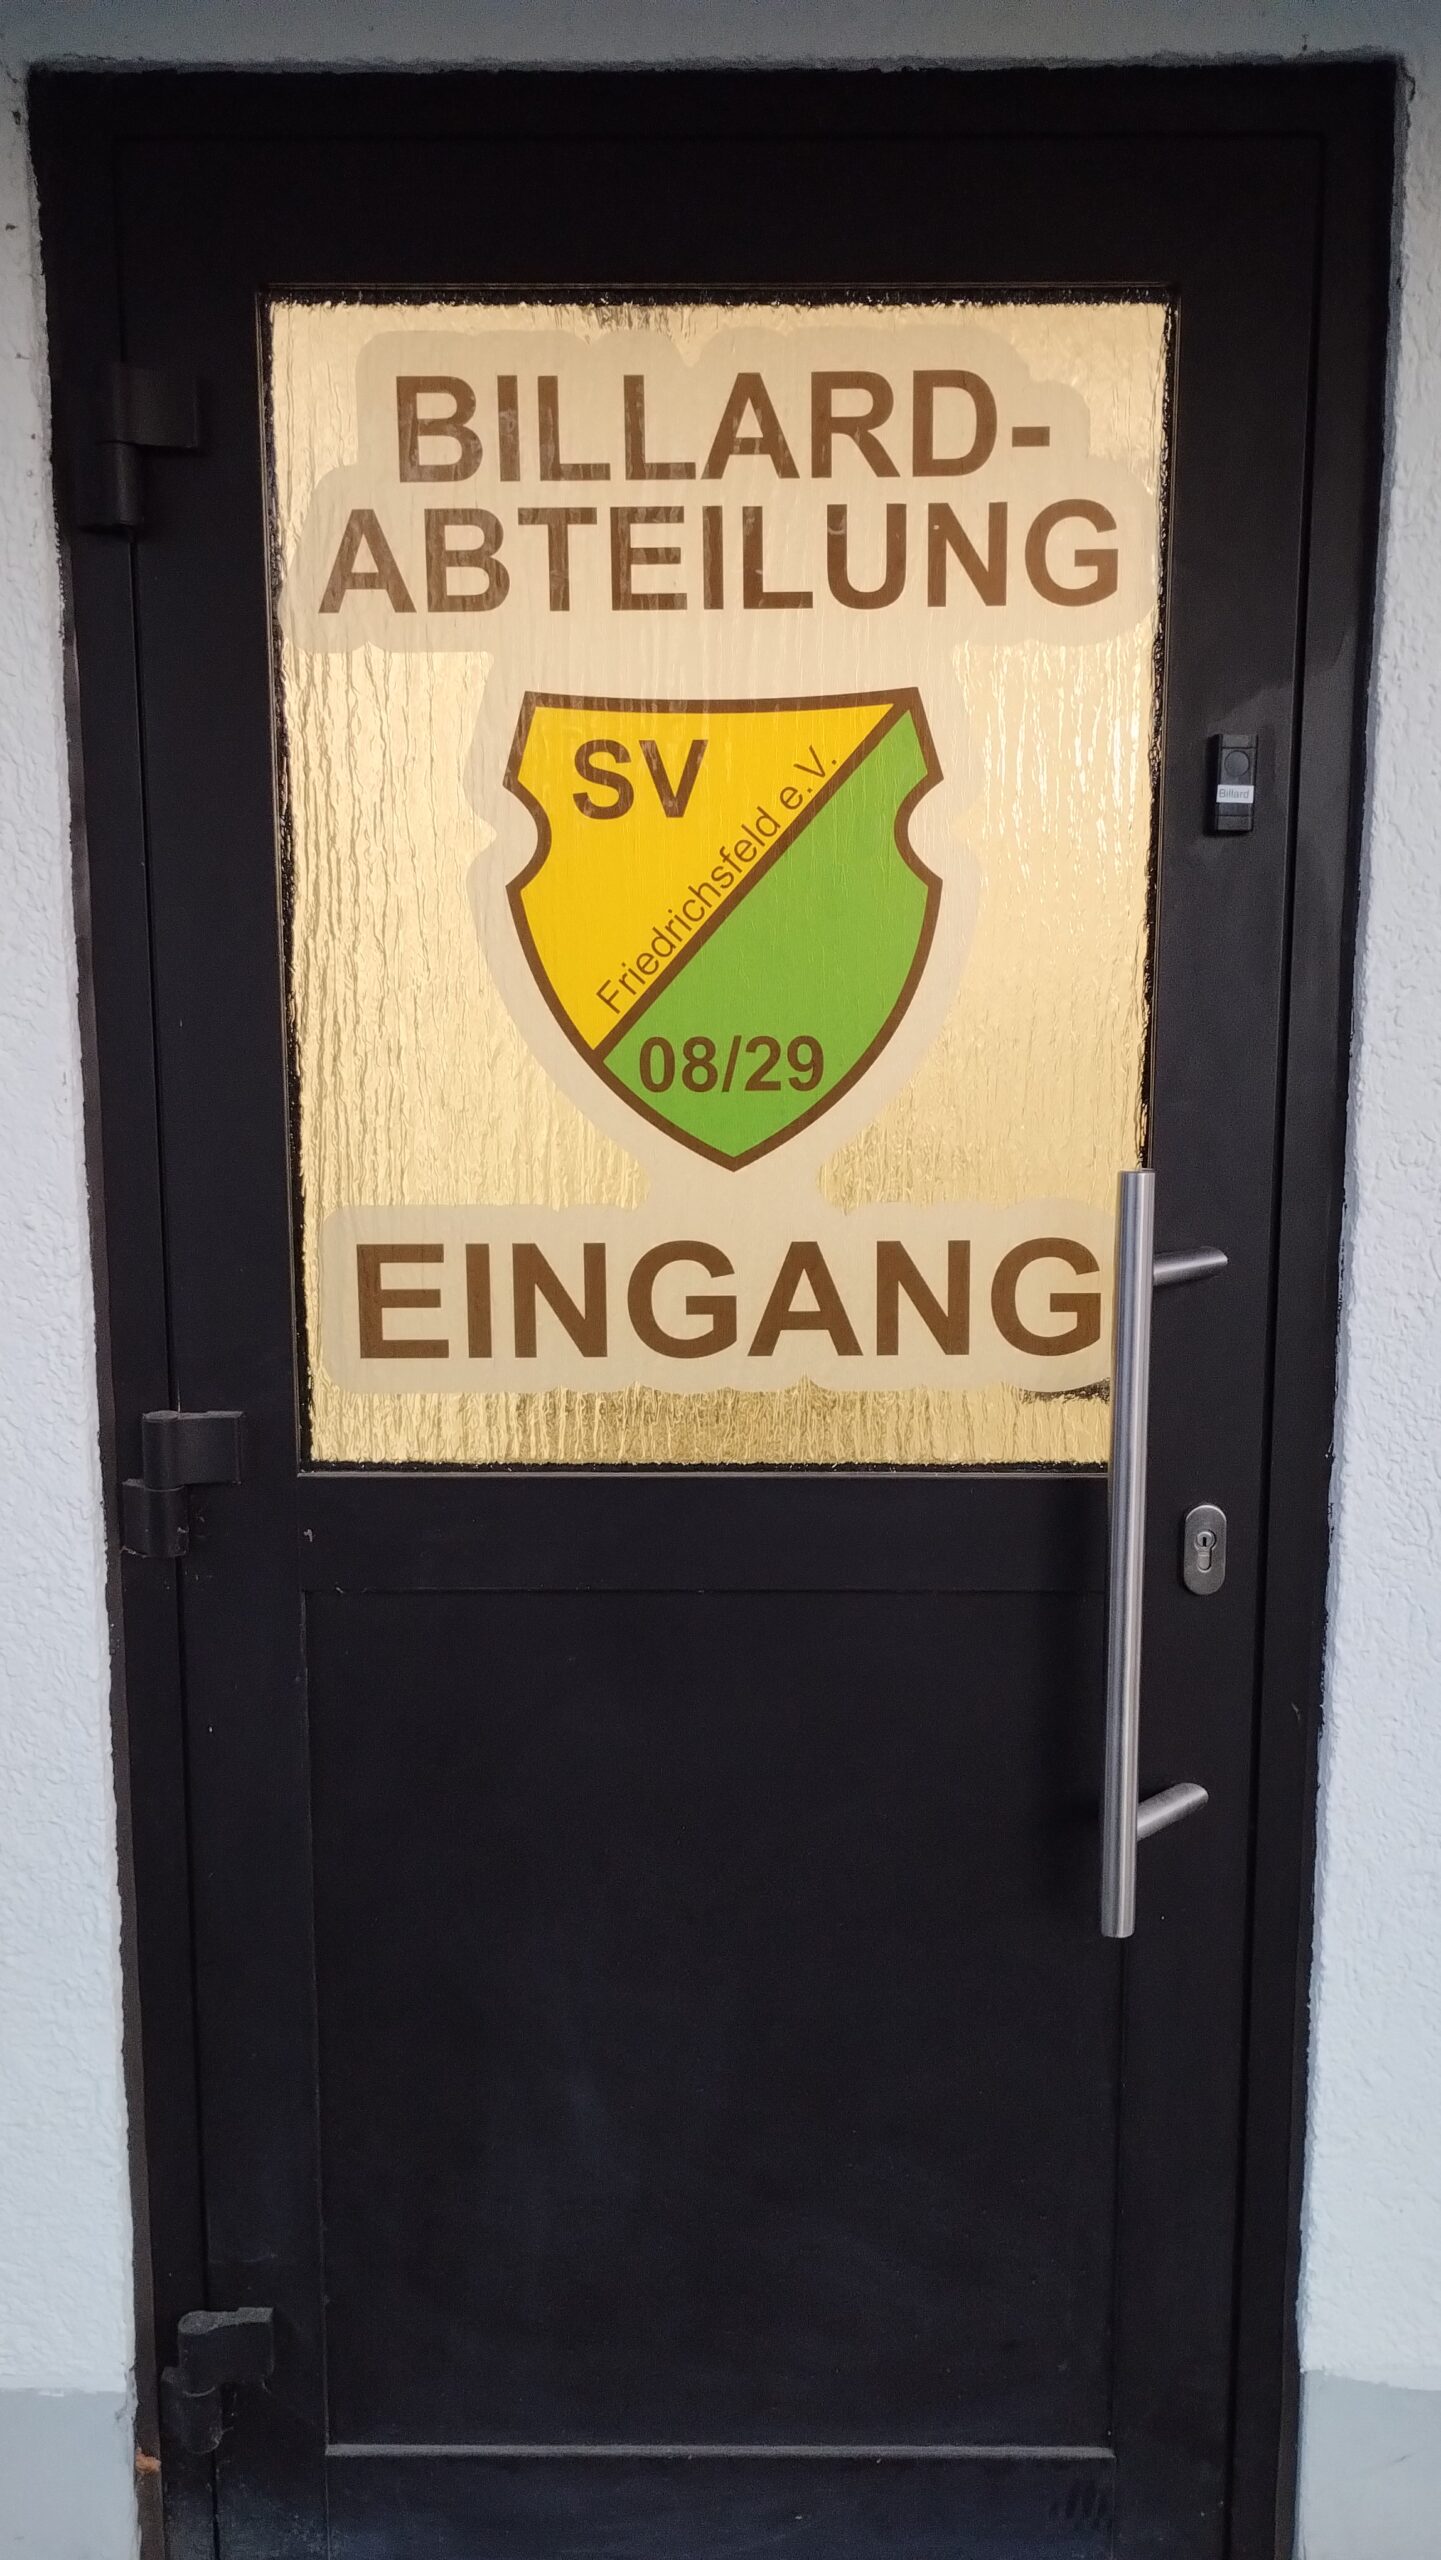 BILLARD-
ABTEILUNG
SV
Friedrichsfeld e.V.
08/29
Billard
EINGANG